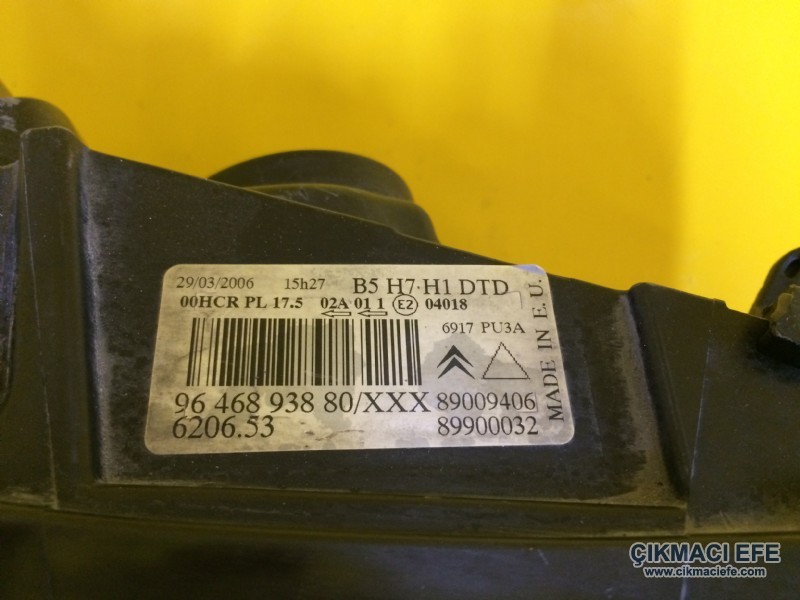 29/03/2006 15h27 B5 H7·H1 DTD
00HCR PL 17.5 02A 01 1 E2 04018
6917 PU3A
96 468 938 80/XXX 89009406
6206.53 89900032
MADE IN E.U.
ÇIKMACI EFE
www.cikmaciefe.com